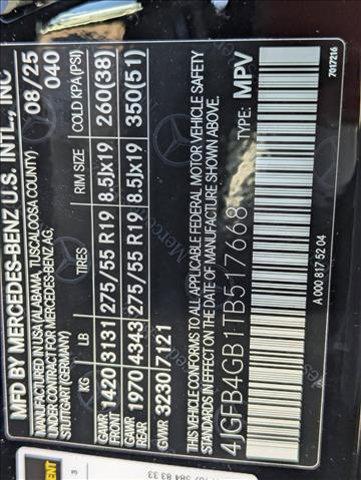 MFD BY MERCEDES-BENZ U.S. INTL., INC
MANUFACTURED IN USA (ALABAMA, TUSCALOOSA COUNTY) 08/25
UNDER CONTRACT FOR MERCEDES-BENZ AG, 040
STUTTGART (GERMANY)
KG LB TIRES RIM SIZE COLD KPA(PSI)
GAWR FRONT 1420 3131 275/55 R19 8.5Jx19 260(38)
GAWR REAR 1970 4343 275/55 R19 8.5Jx19 350(51)
GVWR 3230 7121
THIS VEHICLE CONFORMS TO ALL APPLICABLE FEDERAL MOTOR VEHICLE SAFETY
STANDARDS IN EFFECT ON THE DATE OF MANUFACTURE SHOWN ABOVE.
4JGFB4GB1TB517668 TYPE: MPV
A 000 817 52 04 7017216